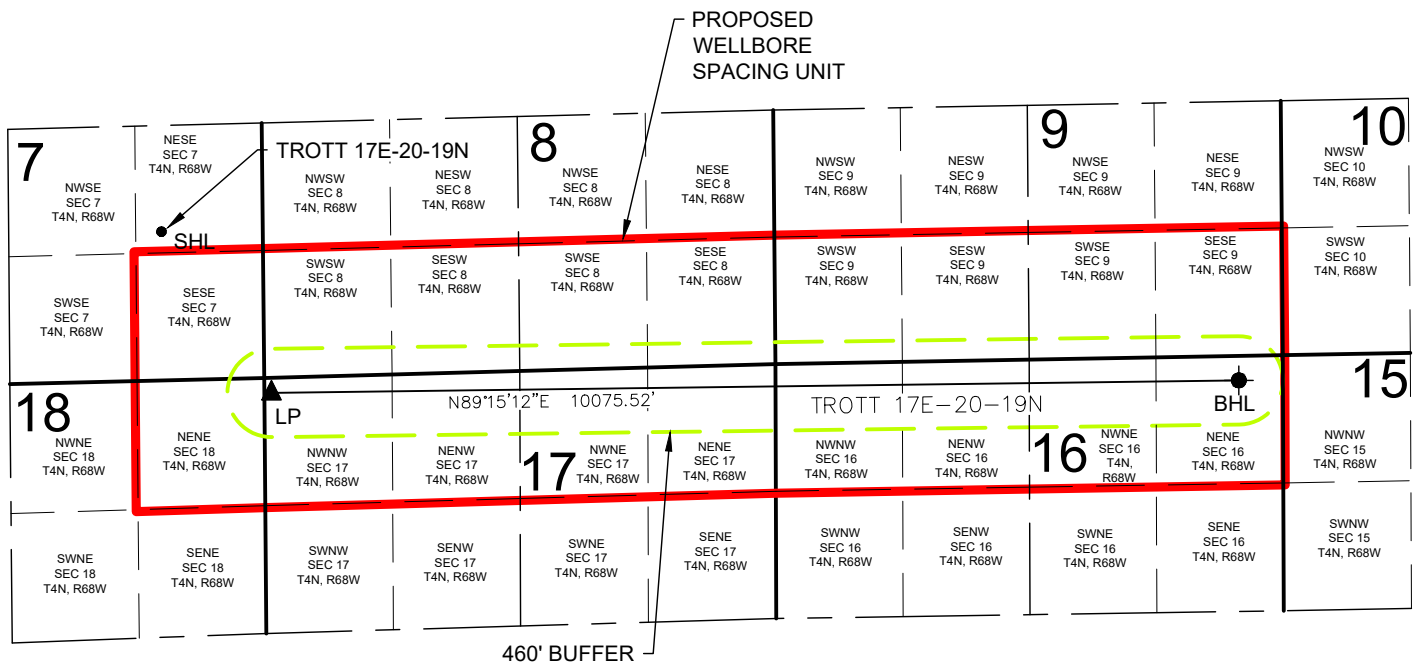 PROPOSED
WELLBORE
SPACING UNIT
7
NESE
SEC 7
T4N, R68W
TROTT 17E-20-19N
8
9
10
NWSE
SEC 7
T4N, R68W
NWSW
SEC 8
T4N, R68W
NESW
SEC 8
T4N, R68W
NWSE
SEC 8
T4N, R68W
NESE
SEC 8
T4N, R68W
NWSW
SEC 9
T4N, R68W
NESW
SEC 9
T4N, R68W
NWSE
SEC 9
T4N, R68W
NESE
SEC 9
T4N, R68W
NWSW
SEC 10
T4N, R68W
SHL
SWSE
SEC 7
T4N, R68W
SESE
SEC 7
T4N, R68W
SWSW
SEC 8
T4N, R68W
SESW
SEC 8
T4N, R68W
SWSE
SEC 8
T4N, R68W
SESE
SEC 8
T4N, R68W
SWSW
SEC 9
T4N, R68W
SESW
SEC 9
T4N, R68W
SWSE
SEC 9
T4N, R68W
SESE
SEC 9
T4N, R68W
SWSW
SEC 10
T4N, R68W
18
LP
N89°15'12"E 10075.52'
TROTT 17E-20-19N
BHL
15
NWNE
SEC 18
T4N, R68W
NENE
SEC 18
T4N, R68W
NWNW
SEC 17
T4N, R68W
NENW
SEC 17
T4N, R68W
17
NWNE
SEC 17
T4N, R68W
NENE
SEC 17
T4N, R68W
NWNW
SEC 16
T4N, R68W
NENW
SEC 16
T4N, R68W
16
NWNE
SEC 16
T4N,
R68W
NENE
SEC 16
T4N, R68W
NWNW
SEC 15
T4N, R68W
SWNE
SEC 18
T4N, R68W
SENE
SEC 18
T4N, R68W
SWNW
SEC 17
T4N, R68W
SENW
SEC 17
T4N, R68W
SWNE
SEC 17
T4N, R68W
SENE
SEC 17
T4N, R68W
SWNW
SEC 16
T4N, R68W
SENW
SEC 16
T4N, R68W
SWNE
SEC 16
T4N, R68W
SENE
SEC 16
T4N, R68W
SWNW
SEC 15
T4N, R68W
460' BUFFER